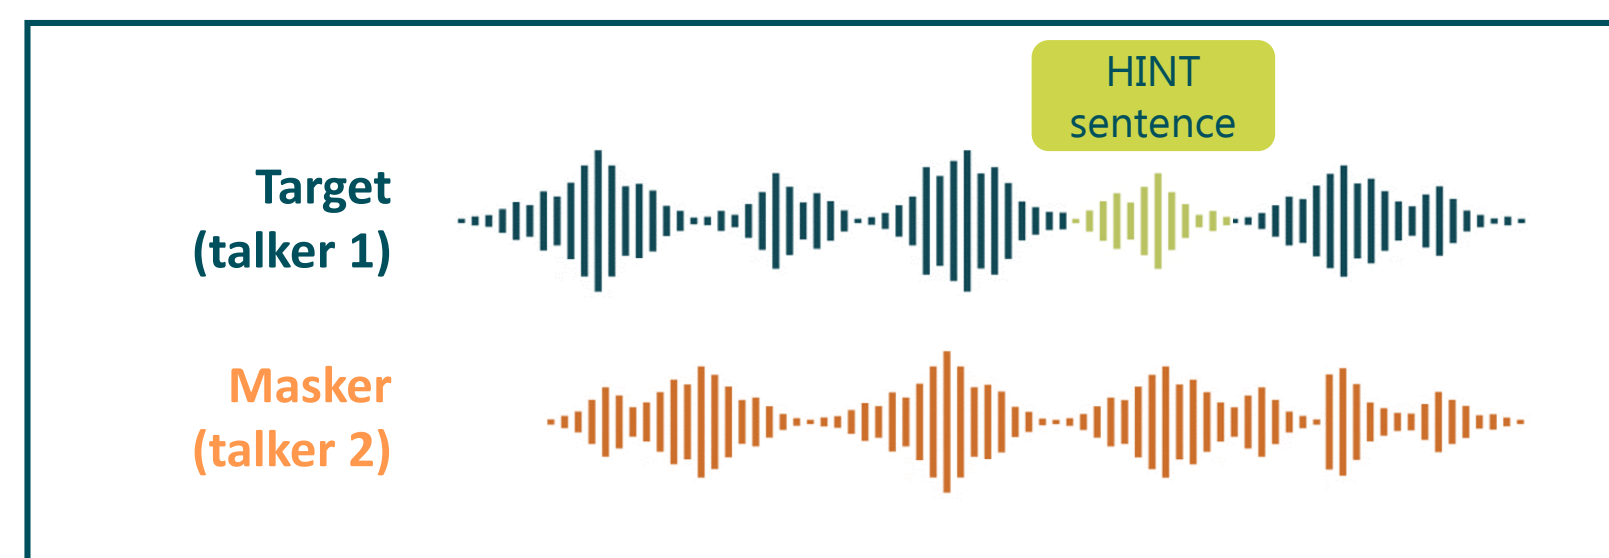 HINT
sentence
Target
(talker 1)
Masker
(talker 2)